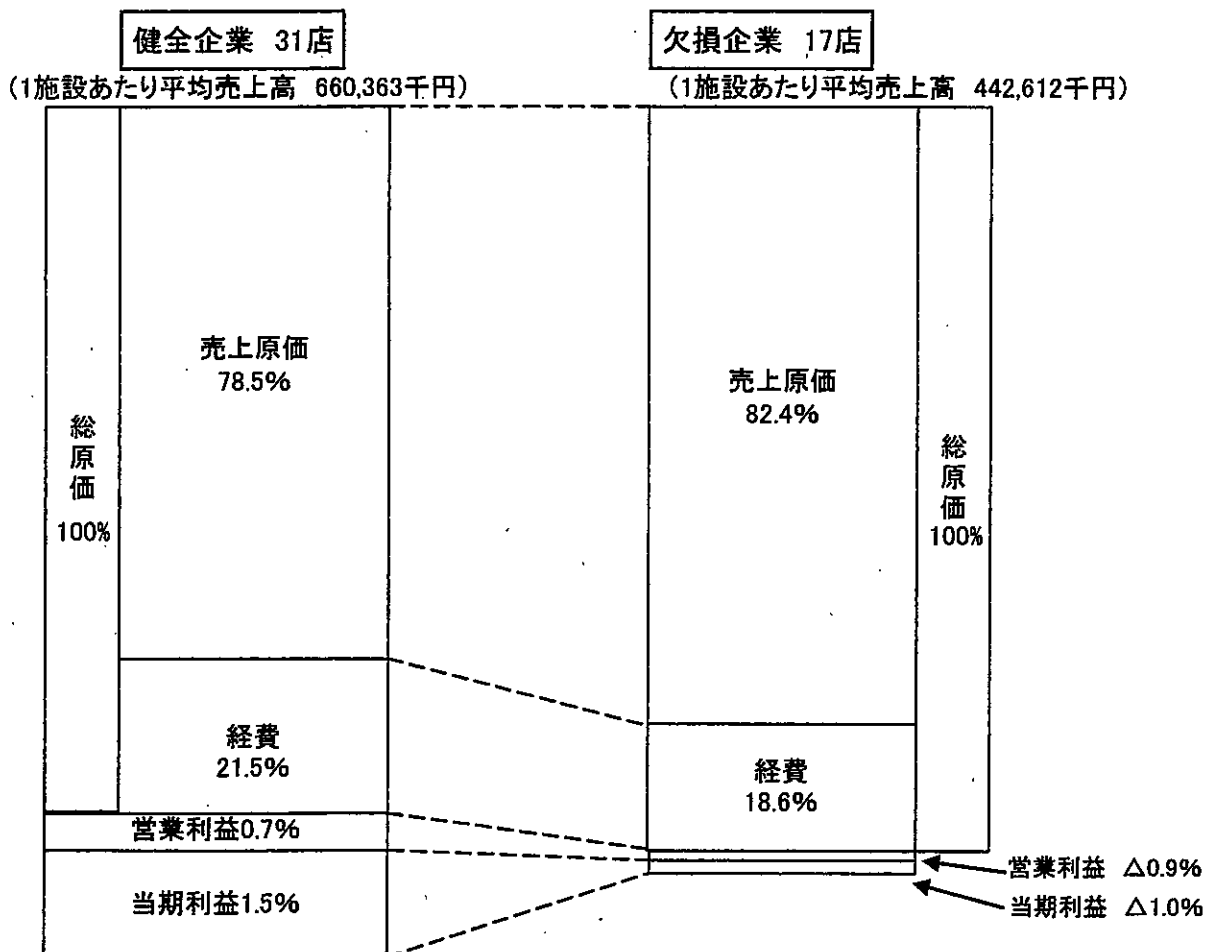 健全企業 31店
(1施設あたり平均売上高 660,363千円)
総原価
100%
売上原価
78.5%
経費
21.5%
営業利益0.7%
当期利益1.5%
欠損企業 17店
(1施設あたり平均売上高 442,612千円)
売上原価
82.4%
経費
18.6%
総原価
100%
営業利益 △0.9%
当期利益 △1.0%